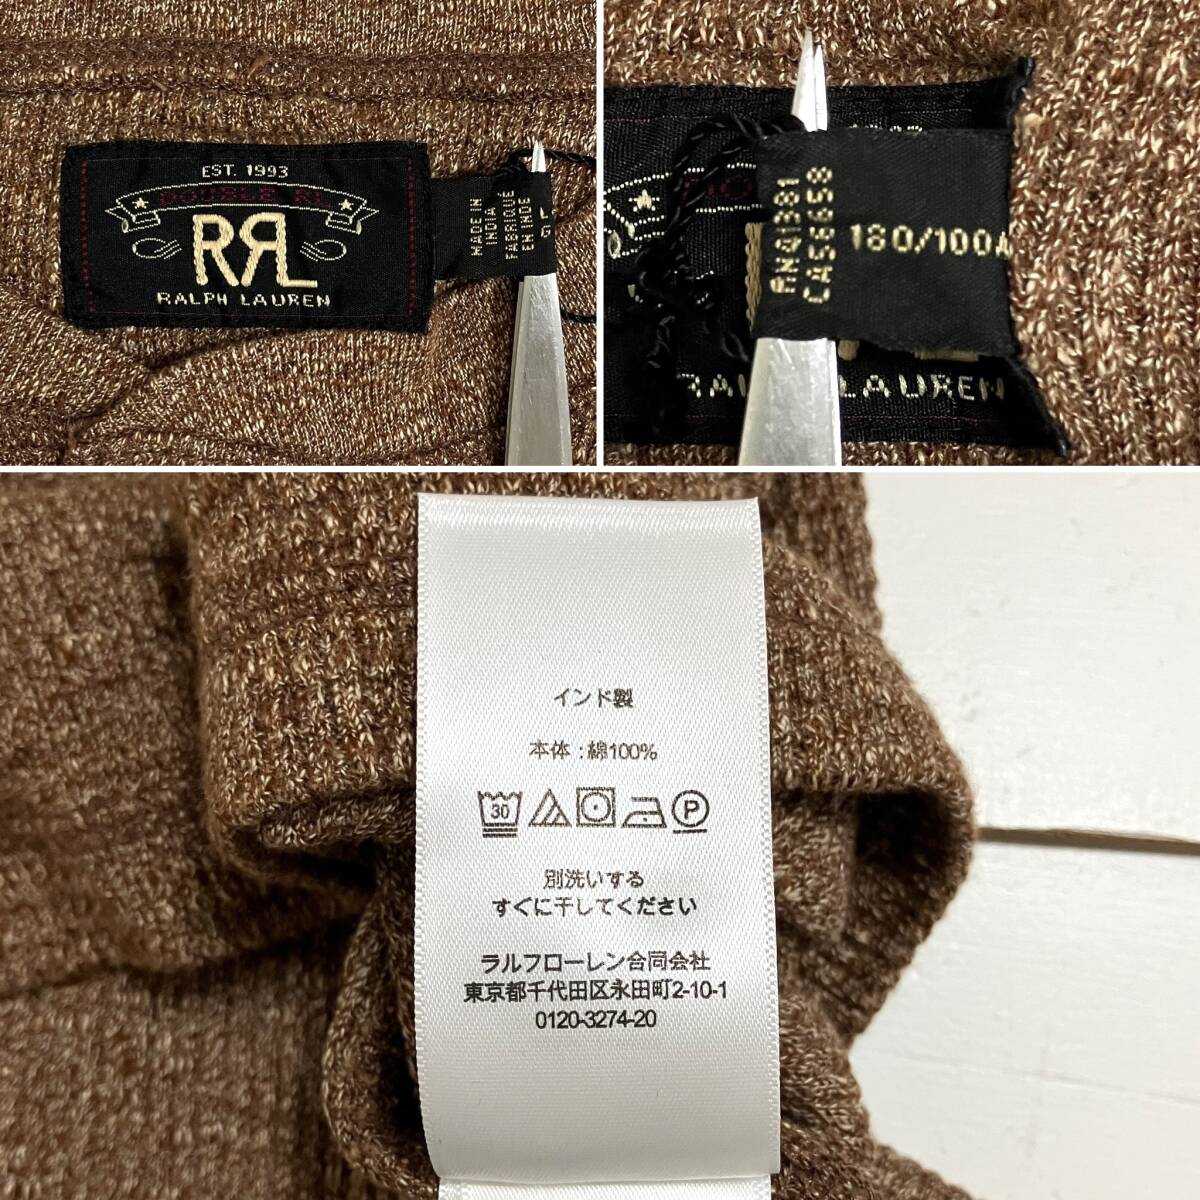 EST. 1993
DOUBLE RL
RRL
RALPH LAUREN
MADE IN
INDIA
FABRIQUE
EN INDE
RN41381
CA56658
180/100A
LAUREN
インド製
本体 : 綿100%
30
P
別洗いする
すぐに干してください
ラルフローレン合同会社
東京都千代田区永田町2-10-1
0120-3274-20